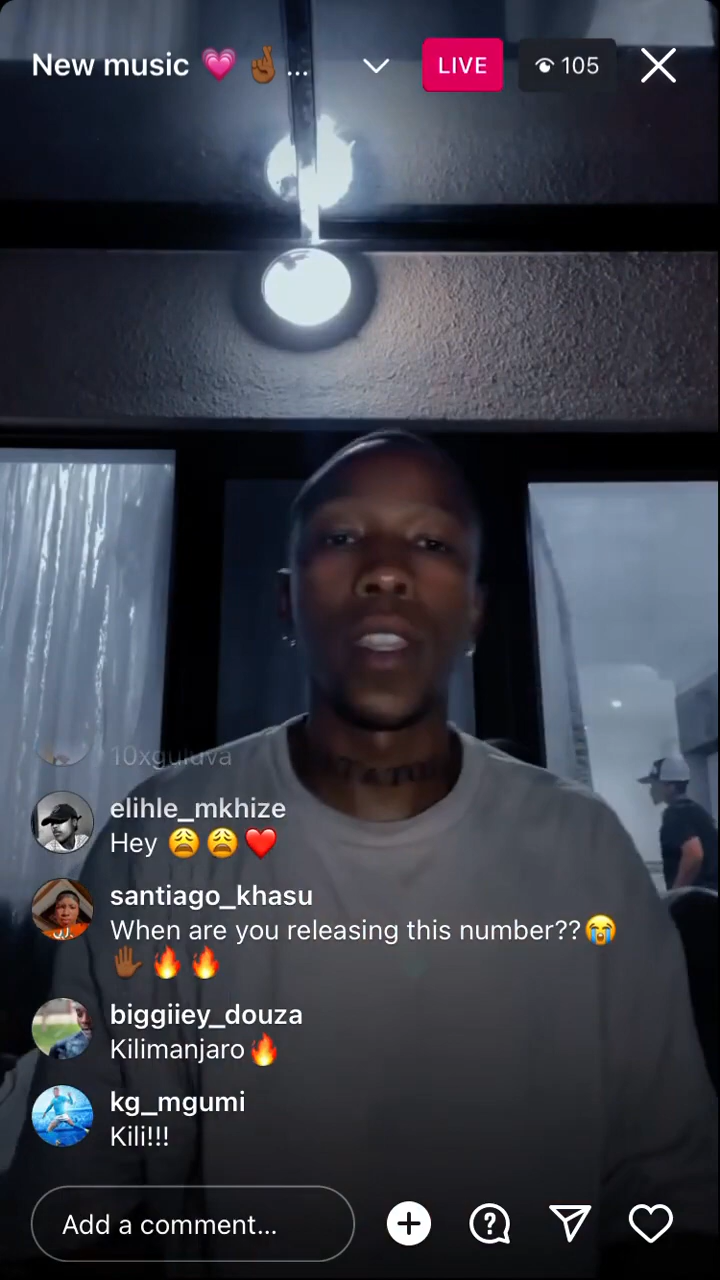 New music 💗 🤞🏾 ...
LIVE
105
10xguluva
elihle_mkhize
Hey 😩😩❤️
santiago_khasu
When are you releasing this number??😭
✋🏾🔥🔥
biggiiey_douza
Kilimanjaro🔥
kg_mgumi
Kili!!!
Add a comment...